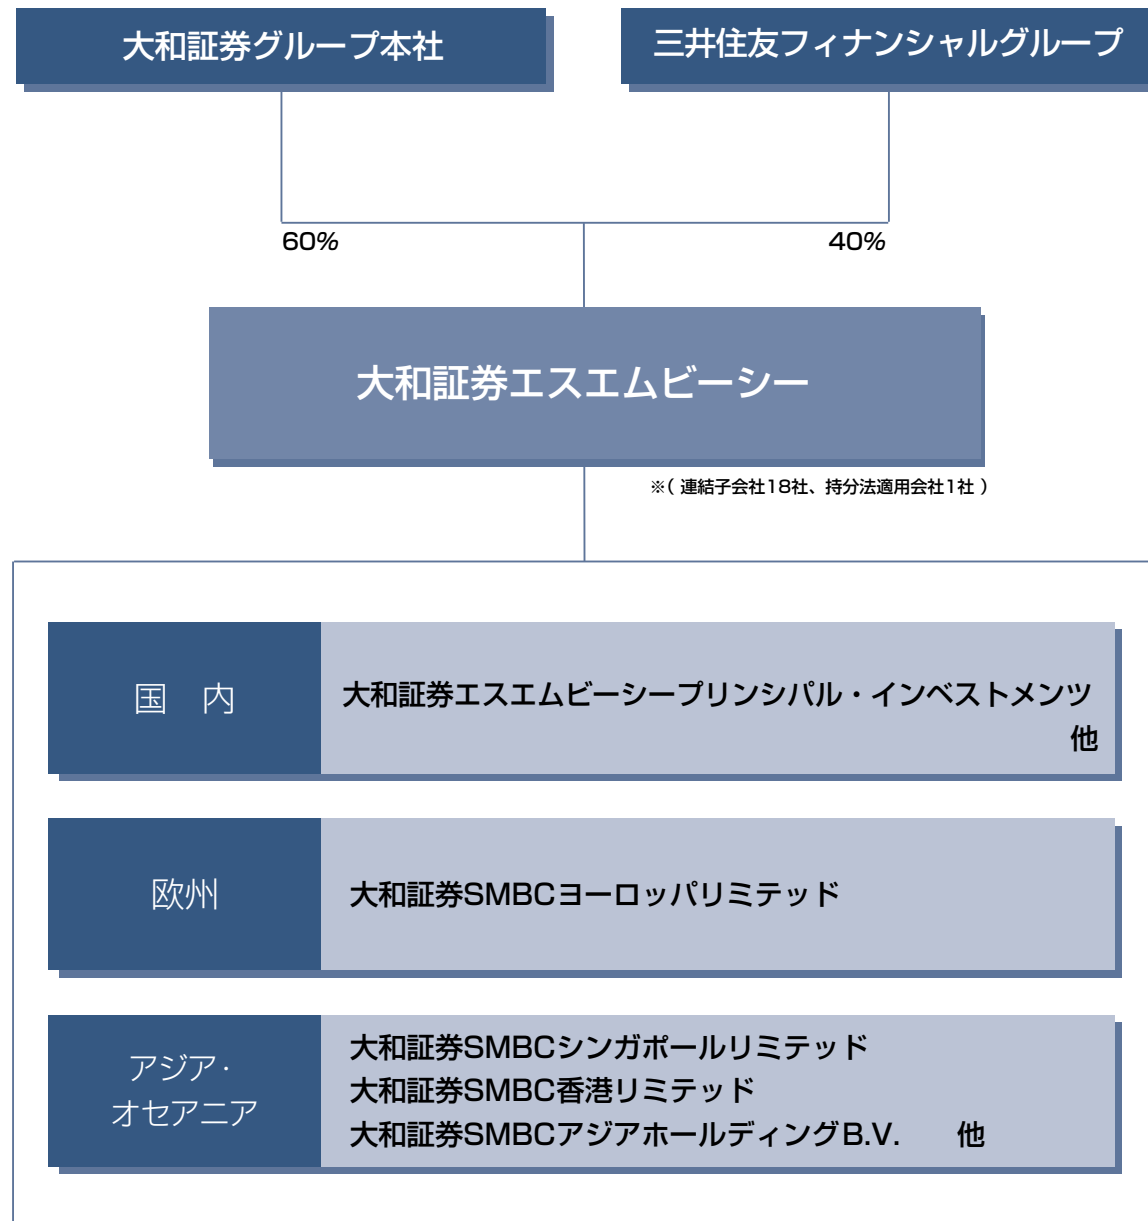 大和証券グループ本社
三井住友フィナンシャルグループ
60%
40%
大和証券エスエムビーシー
※( 連結子会社18社、持分法適用会社1社 )
国　内
大和証券エスエムビーシープリンシパル・インベストメンツ
他
欧州
大和証券SMBCヨーロッパリミテッド
アジア・
オセアニア
大和証券SMBCシンガポールリミテッド
大和証券SMBC香港リミテッド
大和証券SMBCアジアホールディングB.V.　　他